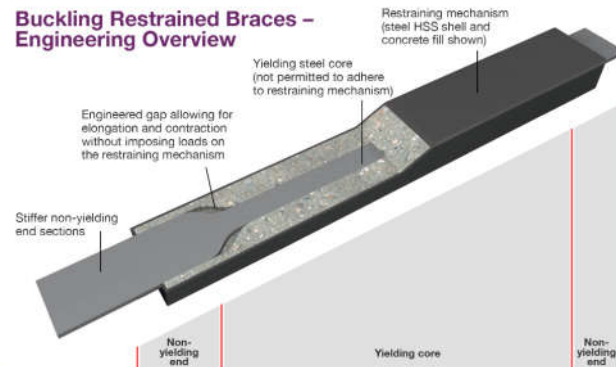 Buckling Restrained Braces –
Engineering Overview
Restraining mechanism
(steel HSS shell and
concrete fill shown)
Yielding steel core
(not permitted to adhere
to restraining mechanism)
Engineered gap allowing for
elongation and contraction
without imposing loads on
the restraining mechanism
Stiffer non-yielding
end sections
Non-
yielding
end
Yielding core
Non-
yielding
end